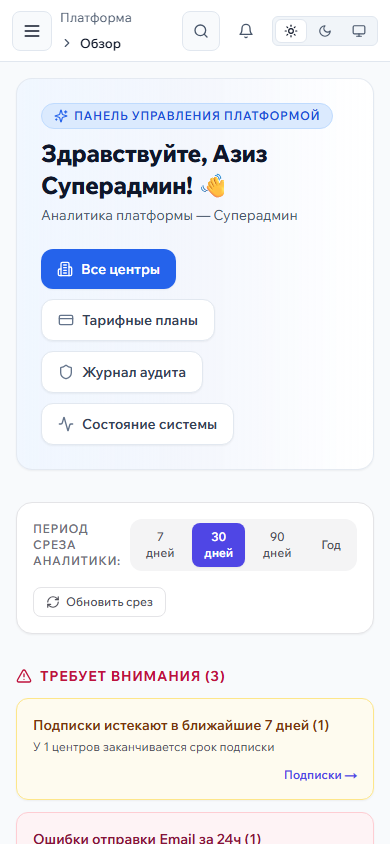 Платформа
Обзор
ПАНЕЛЬ УПРАВЛЕНИЯ ПЛАТФОРМОЙ
Здравствуйте, Азиз
Суперадмин! 👋
Аналитика платформы — Суперадмин
Все центры
Тарифные планы
Журнал аудита
Состояние системы
ПЕРИОД
СРЕЗА
АНАЛИТИКИ:
7
дней
30
дней
90
дней
Год
Обновить срез
ТРЕБУЕТ ВНИМАНИЯ (3)
Подписки истекают в ближайшие 7 дней (1)
У 1 центров заканчивается срок подписки
Подписки →
Ошибки отправки Email за 24ч (1)